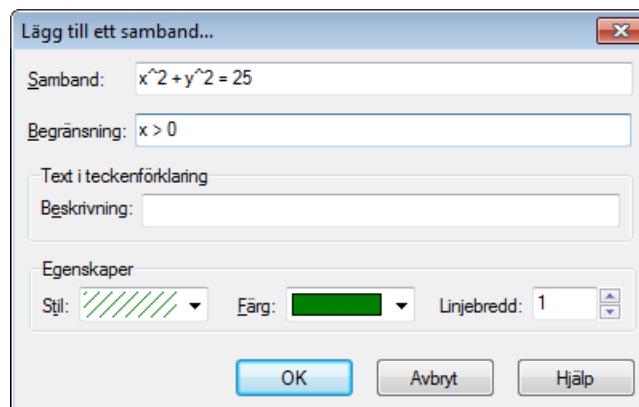 Lägg till ett samband...
Samband: x^2 + y^2 = 25
Begränsning: x > 0
Text i teckenförklaring
Beskrivning:
Egenskaper
Stil: Färg: Linjebredd: 1
OK Avbryt Hjälp